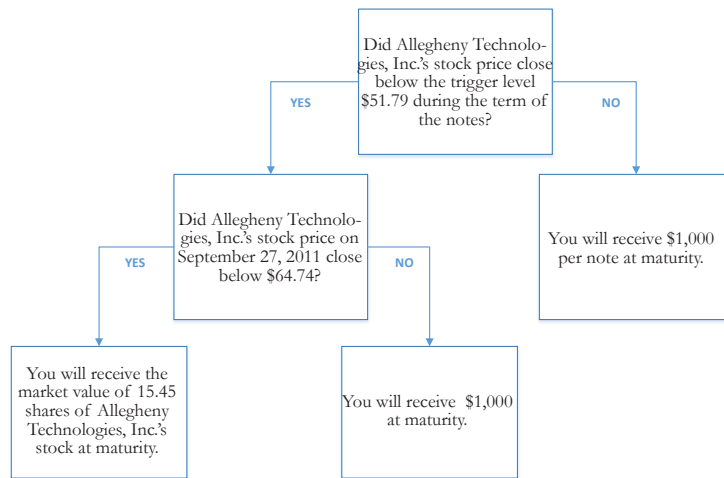 Did Allegheny Technolo-
gies, Inc.'s stock price close
below the trigger level
$51.79 during the term of
the notes?
YES
NO
Did Allegheny Technolo-
gies, Inc.'s stock price on
September 27, 2011 close
below $64.74?
You will receive $1,000
per note at maturity.
YES
NO
You will receive the
market value of 15.45
shares of Allegheny
Technologies, Inc.'s
stock at maturity.
You will receive $1,000
at maturity.